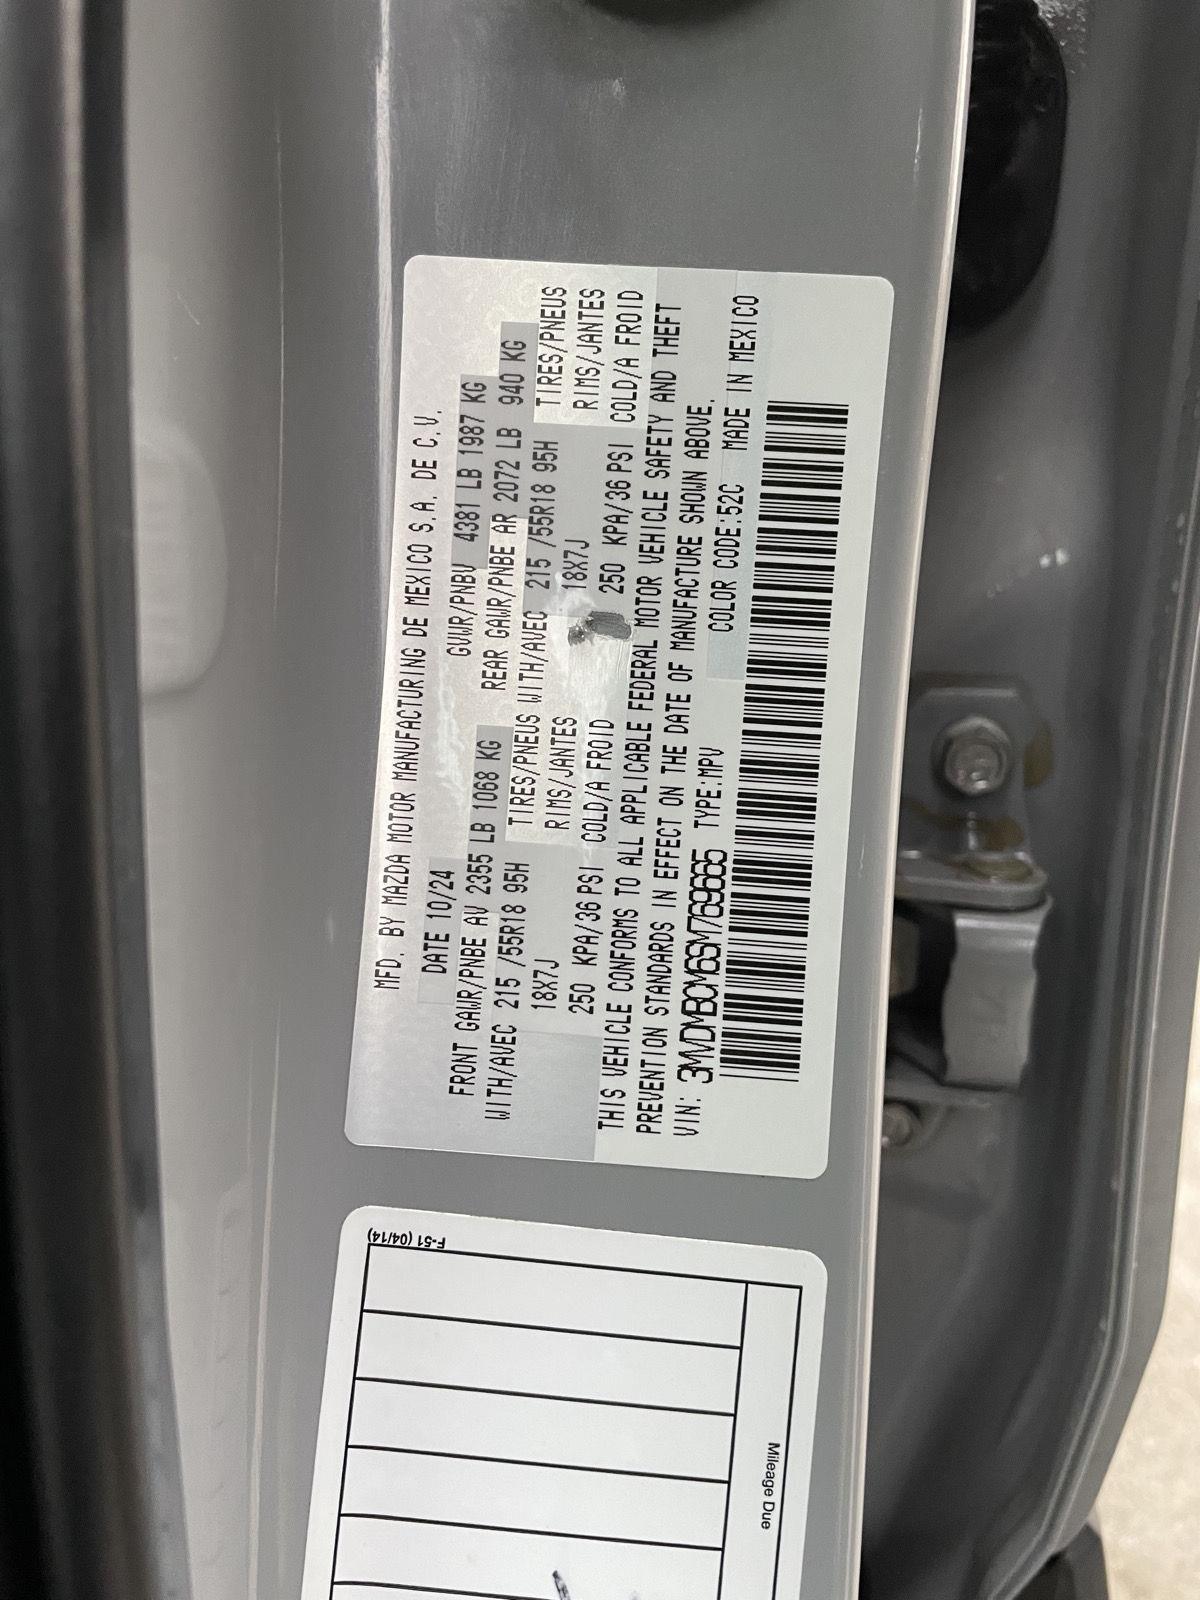 MFD. BY MAZDA MOTOR MANUFACTURING DE MEXICO S.A. DE C.V.
DATE 10/24 GVWR/PNBV 4381 LB 1987 KG
FRONT GAWR/PNBE AV 2355 LB 1068 KG REAR GAWR/PNBE AR 2072 LB 940 KG
WITH/AVEC 215 /55R18 95H TIRES/PNEUS WITH/AVEC 215 /55R18 95H TIRES/PNEUS
18X7J RIMS/JANTES 18X7J RIMS/JANTES
250 KPA/36 PSI COLD/A FROID 250 KPA/36 PSI COLD/A FROID
THIS VEHICLE CONFORMS TO ALL APPLICABLE FEDERAL MOTOR VEHICLE SAFETY AND THEFT
PREVENTION STANDARDS IN EFFECT ON THE DATE OF MANUFACTURE SHOWN ABOVE.
VIN: 3MVDMBCM6SM769665 TYPE:MPV COLOR CODE:52C MADE IN MEXICO
F-51 (04/14)
Mileage Due